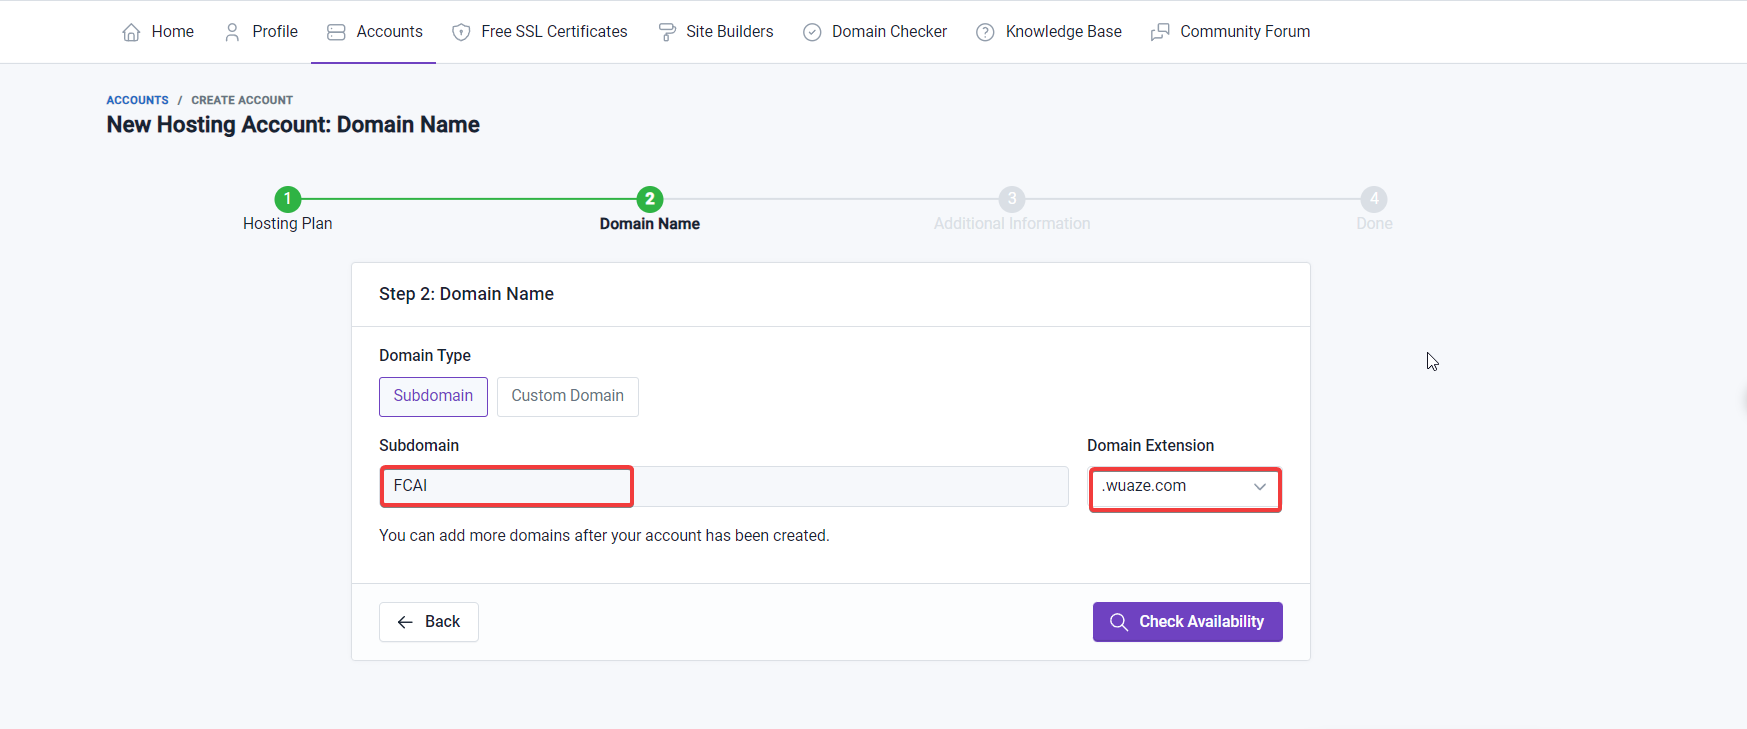 Home Profile Accounts Free SSL Certificates Site Builders Domain Checker Knowledge Base Community Forum
ACCOUNTS / CREATE ACCOUNT
New Hosting Account: Domain Name
1 2 3 4
Hosting Plan Domain Name Additional Information Done
Step 2: Domain Name
Domain Type
Subdomain Custom Domain
Subdomain Domain Extension
FCAI .wuaze.com
You can add more domains after your account has been created.
Back Check Availability